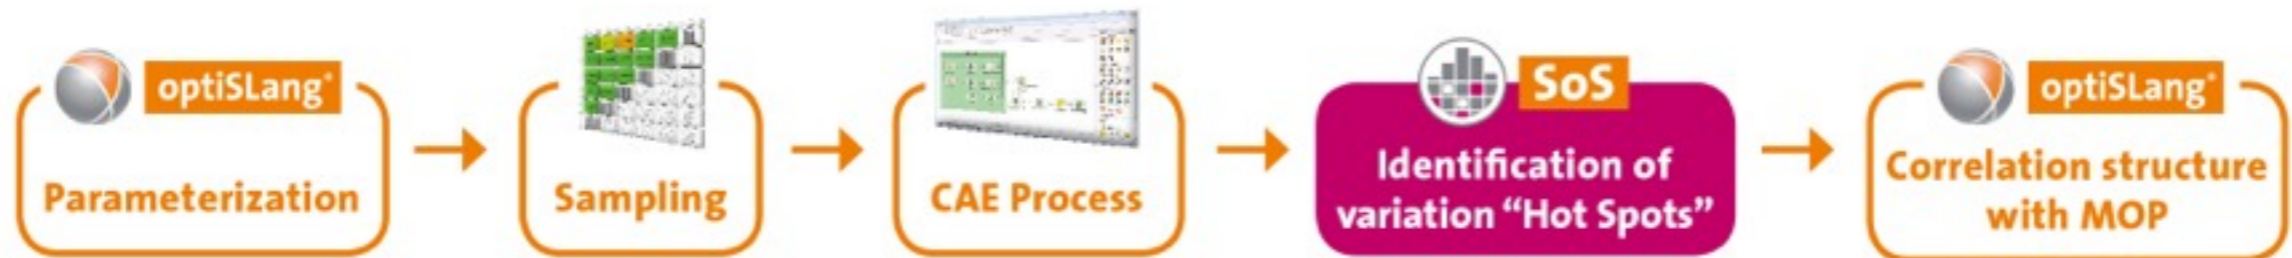 optiSLang®
Parameterization
Sampling
CAE Process
SoS
Identification of
variation “Hot Spots”
optiSLang®
Correlation structure
with MOP